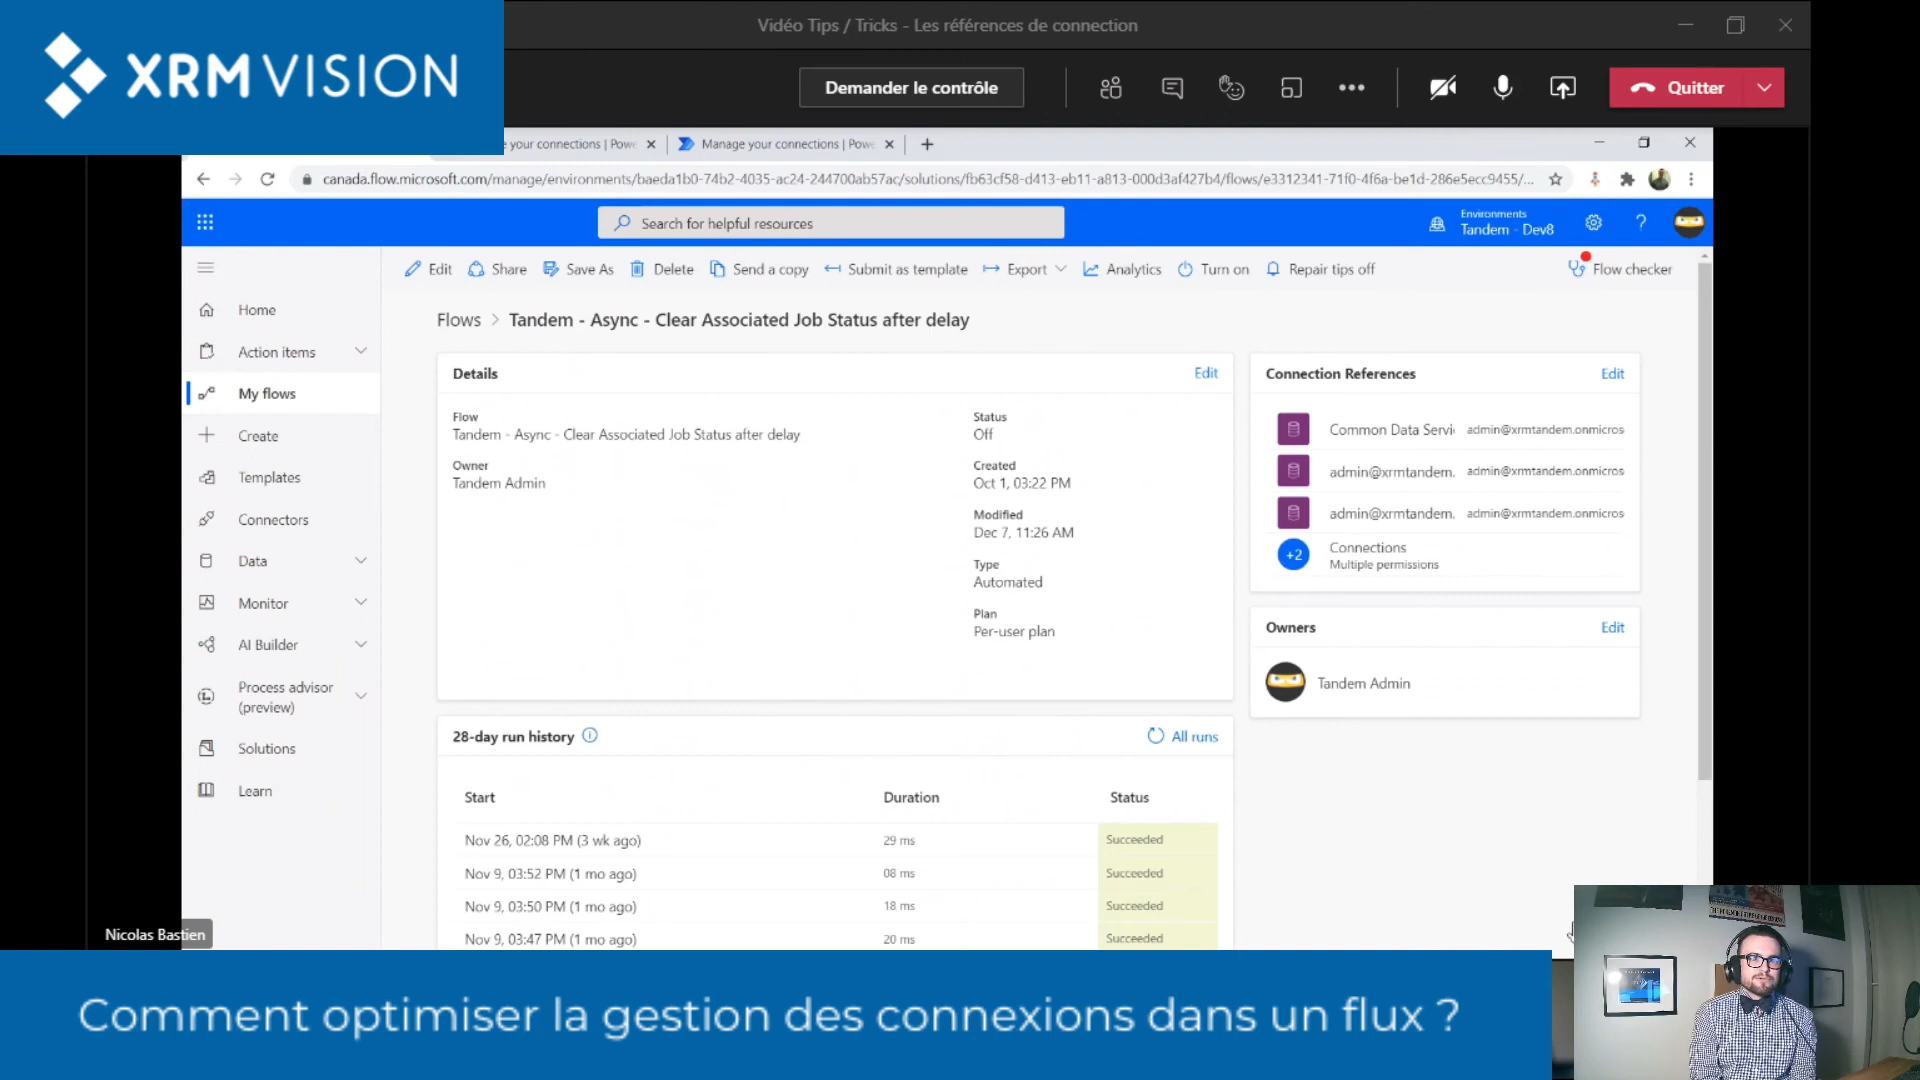 XRMVISION
Vidéo Tips / Tricks - Les références de connection
Demander le contrôle
Quitter
your connections | Powe
Manage your connections | Powe
canada.flow.microsoft.com/manage/environments/baeda1b0-74b2-4035-ac24-244700ab57ac/solutions/fb63cf58-d413-eb11-a813-000d3af427b4/flows/e3312341-71f0-4f6a-be1d-286e5ecc9455/...
Search for helpful resources
Environments
Tandem - Dev8
Edit
Share
Save As
Delete
Send a copy
Submit as template
Export
Analytics
Turn on
Repair tips off
Flow checker
Home
Action items
My flows
Create
Templates
Connectors
Data
Monitor
AI Builder
Process advisor
(preview)
Solutions
Learn
Flows > Tandem - Async - Clear Associated Job Status after delay
Details
Edit
Flow
Tandem - Async - Clear Associated Job Status after delay
Owner
Tandem Admin
Status
Off
Created
Oct 1, 03:22 PM
Modified
Dec 7, 11:26 AM
Type
Automated
Plan
Per-user plan
Connection References
Edit
Common Data Servi admin@xrmtandem.onmicros
admin@xrmtandem. admin@xrmtandem.onmicros
admin@xrmtandem. admin@xrmtandem.onmicros
+2 Connections
Multiple permissions
Owners
Edit
Tandem Admin
28-day run history
All runs
Start Duration Status
Nov 26, 02:08 PM (3 wk ago) 29 ms Succeeded
Nov 9, 03:52 PM (1 mo ago) 08 ms Succeeded
Nov 9, 03:50 PM (1 mo ago) 18 ms Succeeded
Nov 9, 03:47 PM (1 mo ago) 20 ms Succeeded
Nicolas Bastien
Comment optimiser la gestion des connexions dans un flux ?